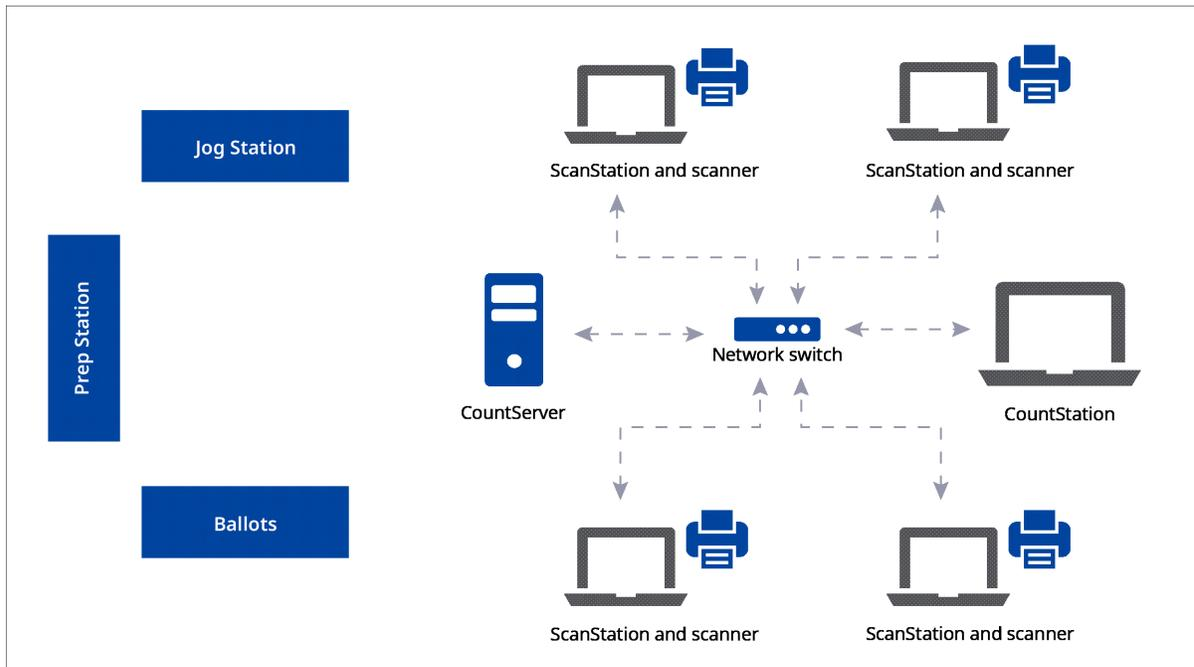 Jog Station
Prep Station
Ballots
ScanStation and scanner
ScanStation and scanner
CountServer
Network switch
CountStation
ScanStation and scanner
ScanStation and scanner